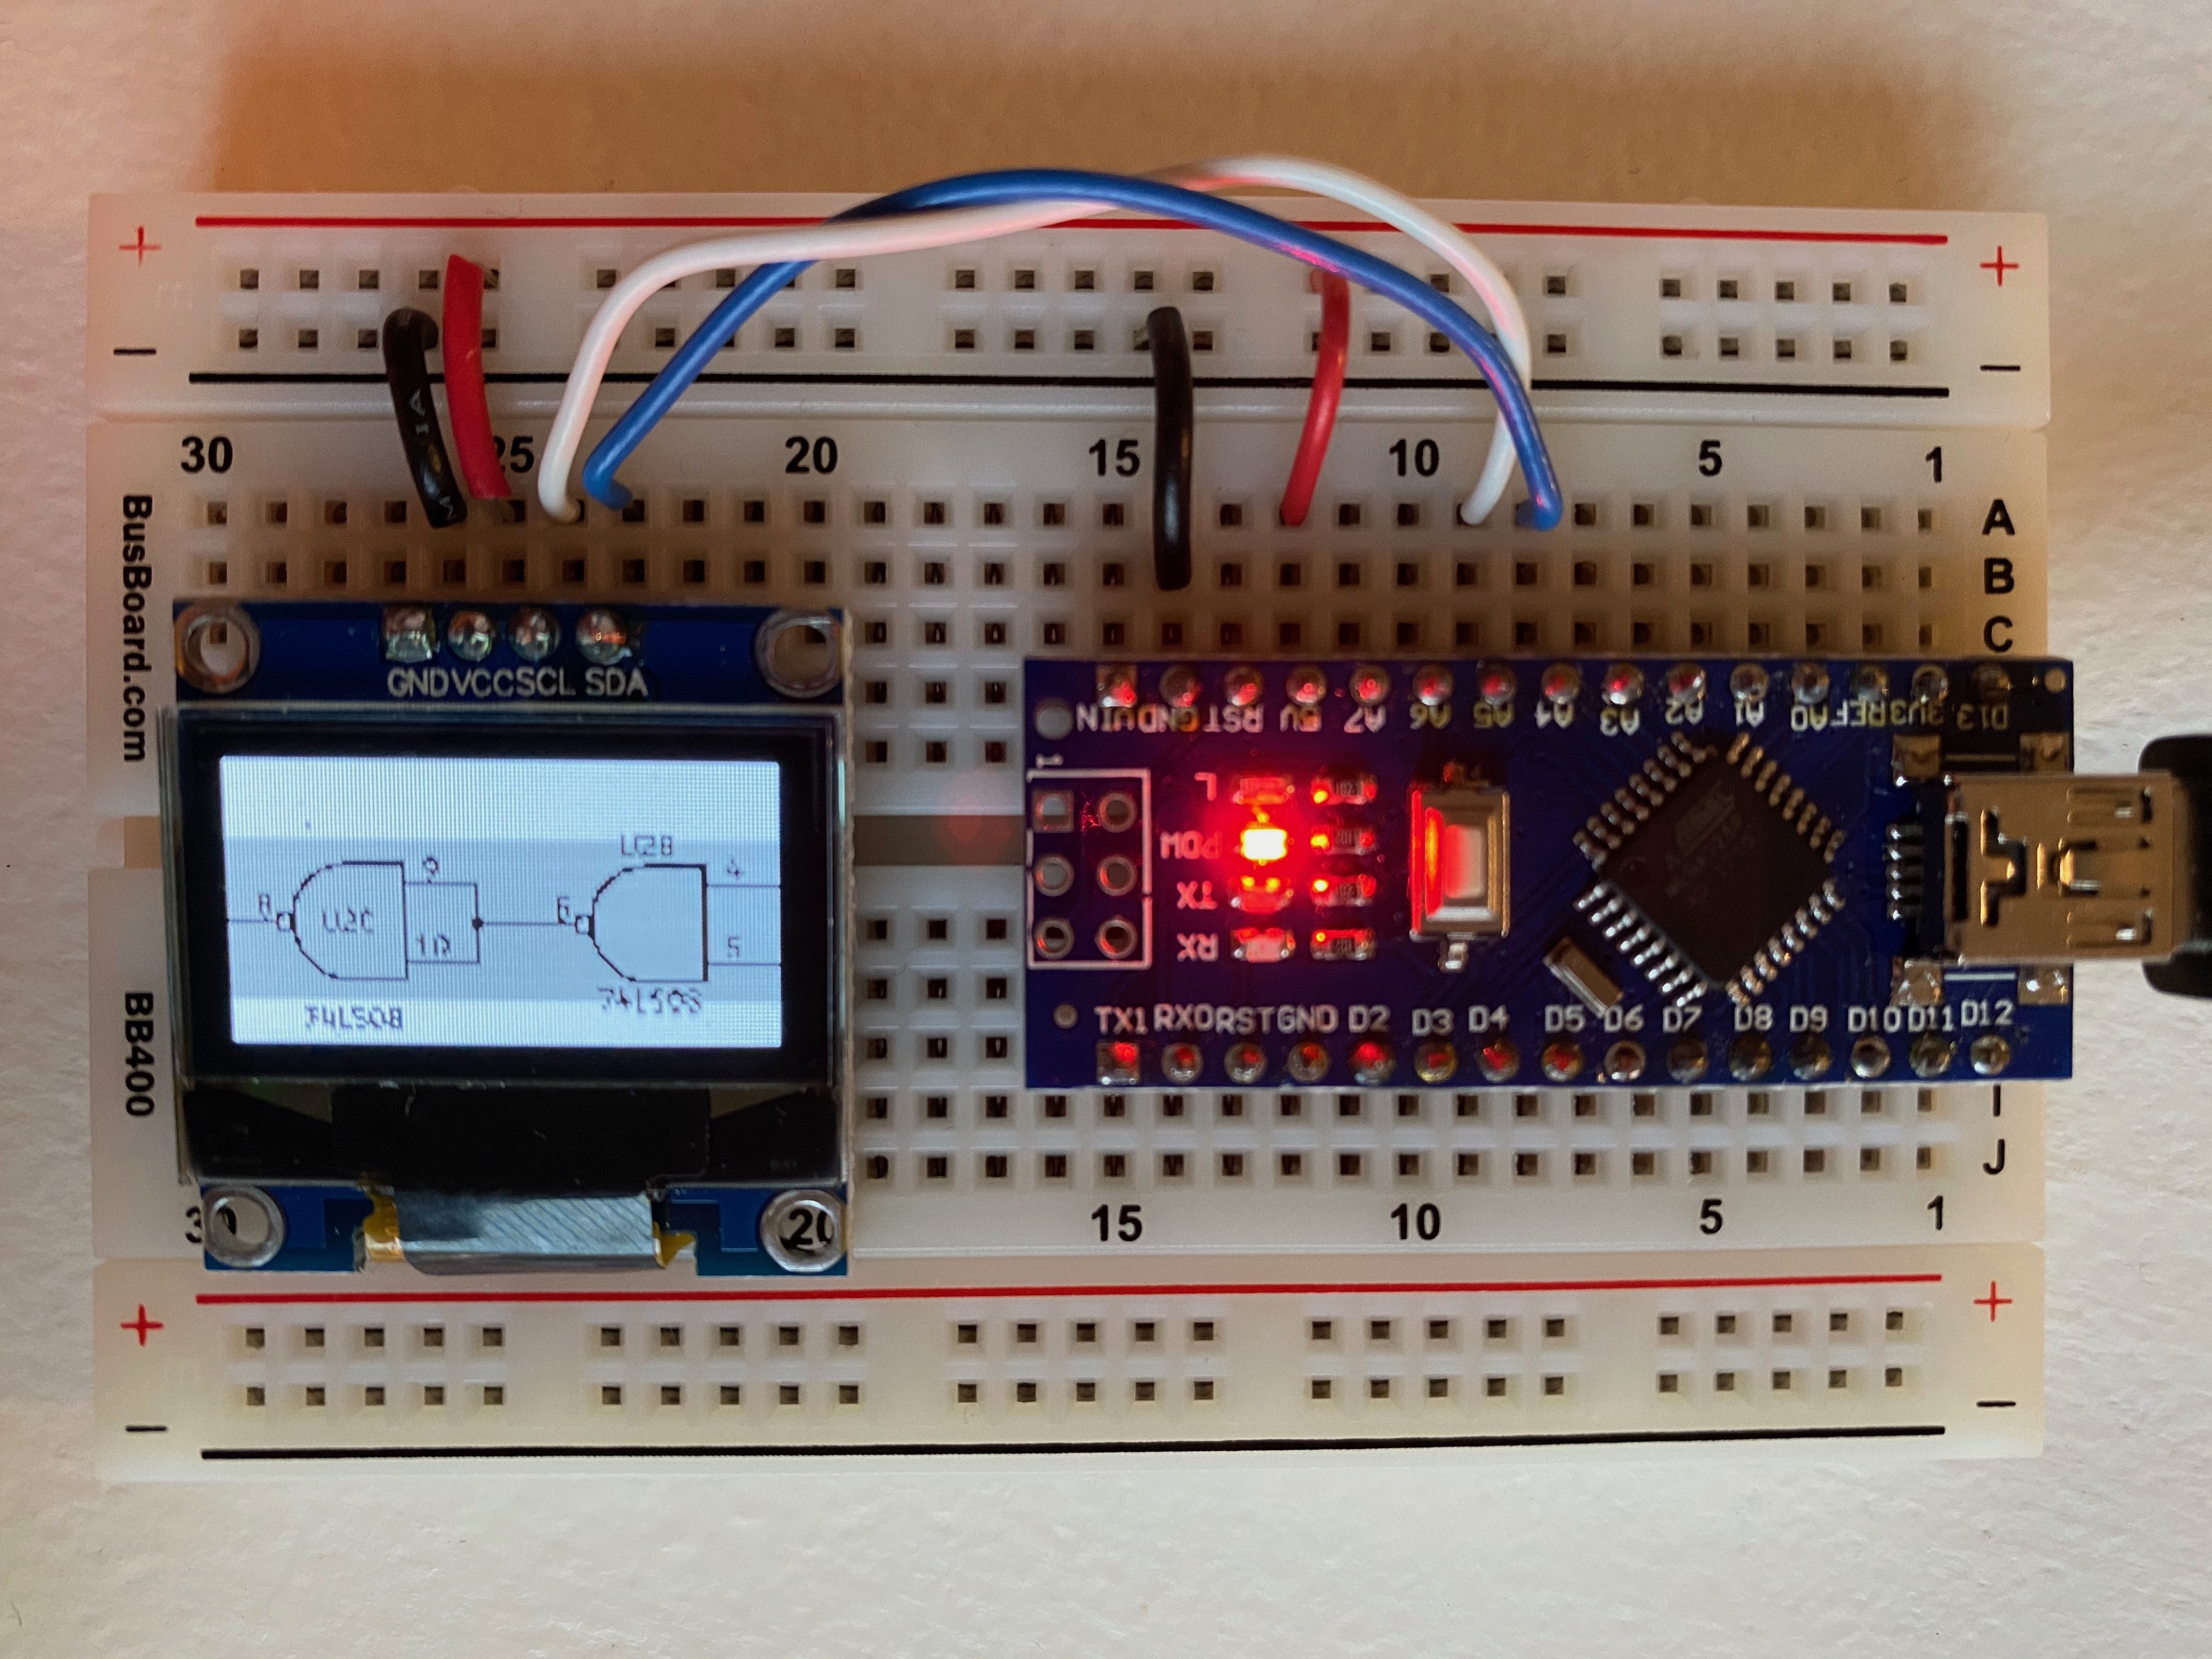 + +
− −
30 25 20 15 10 5 1
A
B
C
BusBoard.com
GND VCC SCL SDA
VIN GND RST 5V A7 A6 A5 A4 A3 A2 A1 A0 REF 3V3 D13
1
L
POW
TX
RX
9
8
U2C
10
74LS08
6
4
5
74LS08
TX1 RX0 RST GND D2 D3 D4 D5 D6 D7 D8 D9 D10 D11 D12
BB400
I
J
30 20 15 10 5 1
+ +
− −